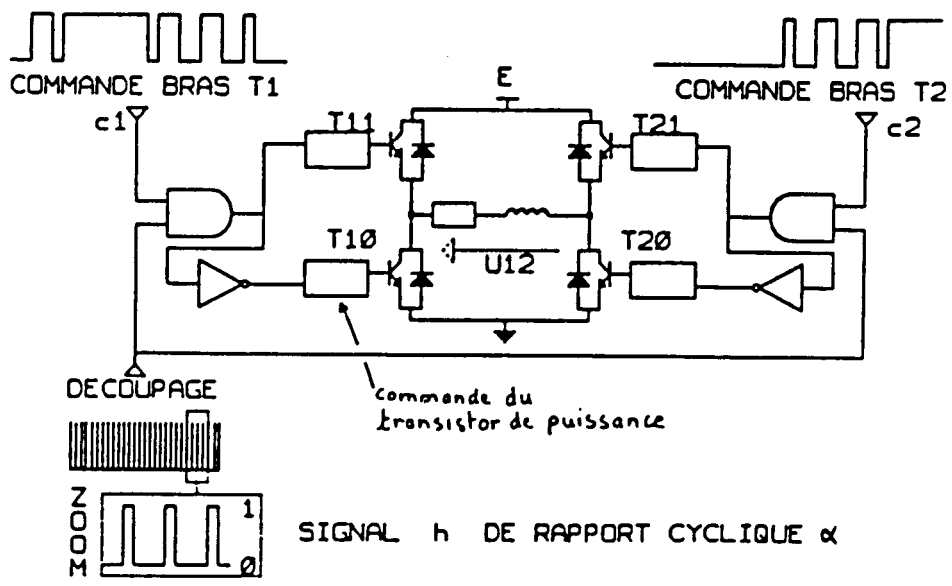 COMMANDE BRAS T1
COMMANDE BRAS T2
E
c1
c2
T11
T21
T10
T20
U12
DECOUPAGE
commande du
transistor de puissance
ZOOM
1
0
SIGNAL h DE RAPPORT CYCLIQUE α